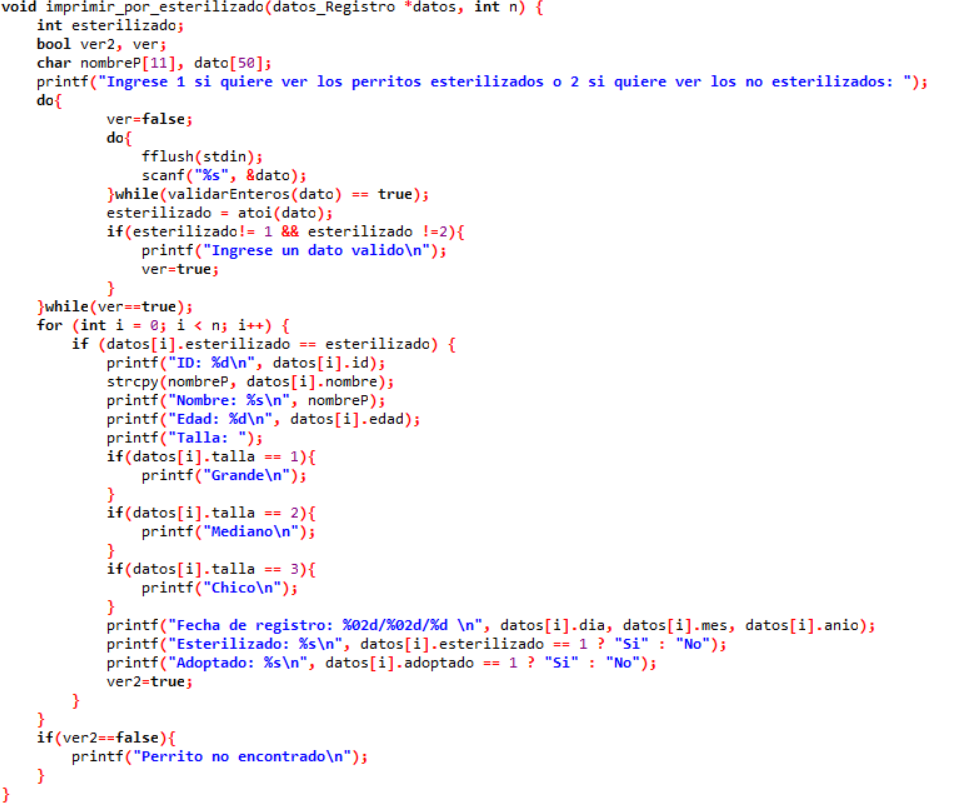 void imprimir_por_esterilizado(datos_Registro *datos, int n) {
    int esterilizado;
    bool ver2, ver;
    char nombreP[11], dato[50];
    printf("Ingrese 1 si quiere ver los perritos esterilizados o 2 si quiere ver los no esterilizados: ");
    do{
            ver=false;
            do{
                fflush(stdin);
                scanf("%s", &dato);
            }while(validarEnteros(dato) == true);
            esterilizado = atoi(dato);
            if(esterilizado!= 1 && esterilizado !=2){
                printf("Ingrese un dato valido\n");
                ver=true;
            }
    }while(ver==true);
    for (int i = 0; i < n; i++) {
        if (datos[i].esterilizado == esterilizado) {
            printf("ID: %d\n", datos[i].id);
            strcpy(nombreP, datos[i].nombre);
            printf("Nombre: %s\n", nombreP);
            printf("Edad: %d\n", datos[i].edad);
            printf("Talla: ");
            if(datos[i].talla == 1){
                printf("Grande\n");
            }
            if(datos[i].talla == 2){
                printf("Mediano\n");
            }
            if(datos[i].talla == 3){
                printf("Chico\n");
            }
            printf("Fecha de registro: %02d/%02d/%d \n", datos[i].dia, datos[i].mes, datos[i].anio);
            printf("Esterilizado: %s\n", datos[i].esterilizado == 1 ? "Si" : "No");
            printf("Adoptado: %s\n", datos[i].adoptado == 1 ? "Si" : "No");
            ver2=true;
        }
    }
    if(ver2==false){
        printf("Perrito no encontrado\n");
    }
}